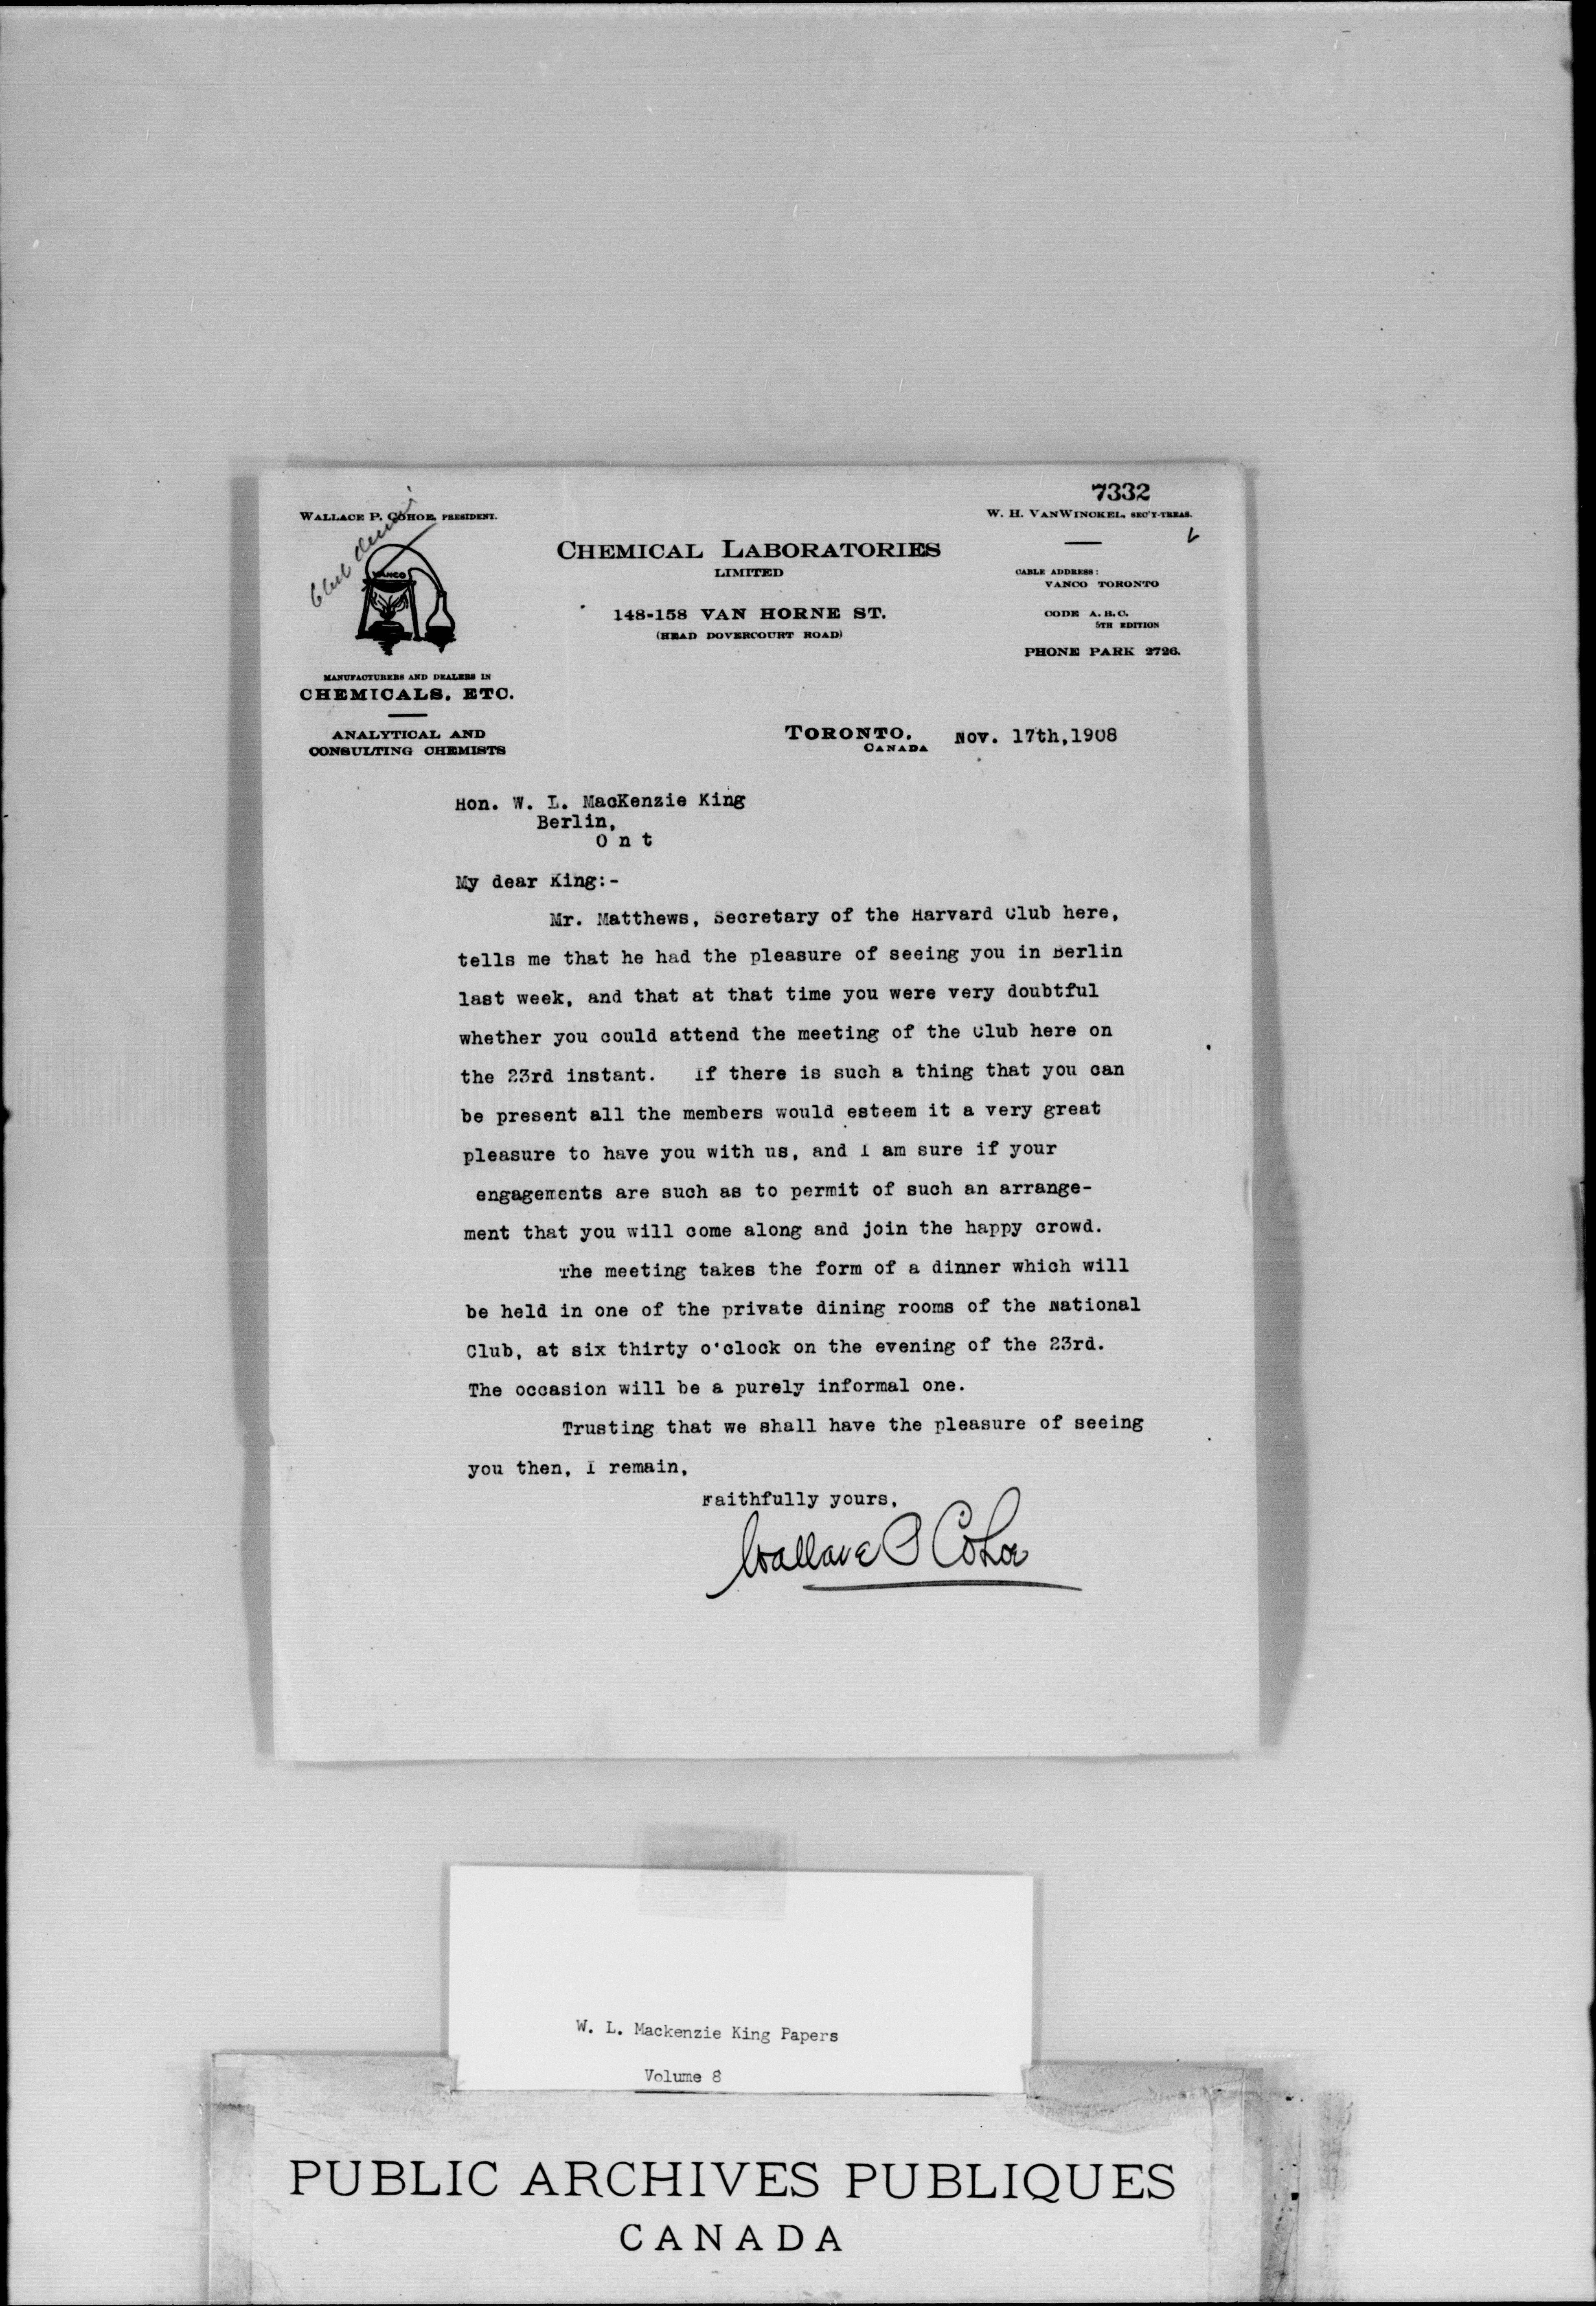 7332
WALLACE P. COHOE, PRESIDENT.
W. H. VANWINCKEL, SEC'Y-TREAS.
Club dinner
VANCO
CHEMICAL LABORATORIES
LIMITED
148-158 VAN HORNE ST.
(HEAD DOVERCOURT ROAD)
CABLE ADDRESS:
VANCO TORONTO
CODE A.B.C.
5TH EDITION
PHONE PARK 2726.
MANUFACTURERS AND DEALERS IN
CHEMICALS, ETC.
ANALYTICAL AND
CONSULTING CHEMISTS
TORONTO, Nov. 17th,1908
CANADA
Hon. W. L. MacKenzie King
Berlin,
O n t
My dear King:-
Mr. Matthews, Secretary of the Harvard Club here,
tells me that he had the pleasure of seeing you in Berlin
last week, and that at that time you were very doubtful
whether you could attend the meeting of the Club here on
the 23rd instant. If there is such a thing that you can
be present all the members would esteem it a very great
pleasure to have you with us, and I am sure if your
engagements are such as to permit of such an arrange-
ment that you will come along and join the happy crowd.
The meeting takes the form of a dinner which will
be held in one of the private dining rooms of the National
Club, at six thirty o'clock on the evening of the 23rd.
The occasion will be a purely informal one.
Trusting that we shall have the pleasure of seeing
you then, I remain,
Faithfully yours,
Wallace P Cohoe
W. L. Mackenzie King Papers
Volume 8
PUBLIC ARCHIVES PUBLIQUES
CANADA